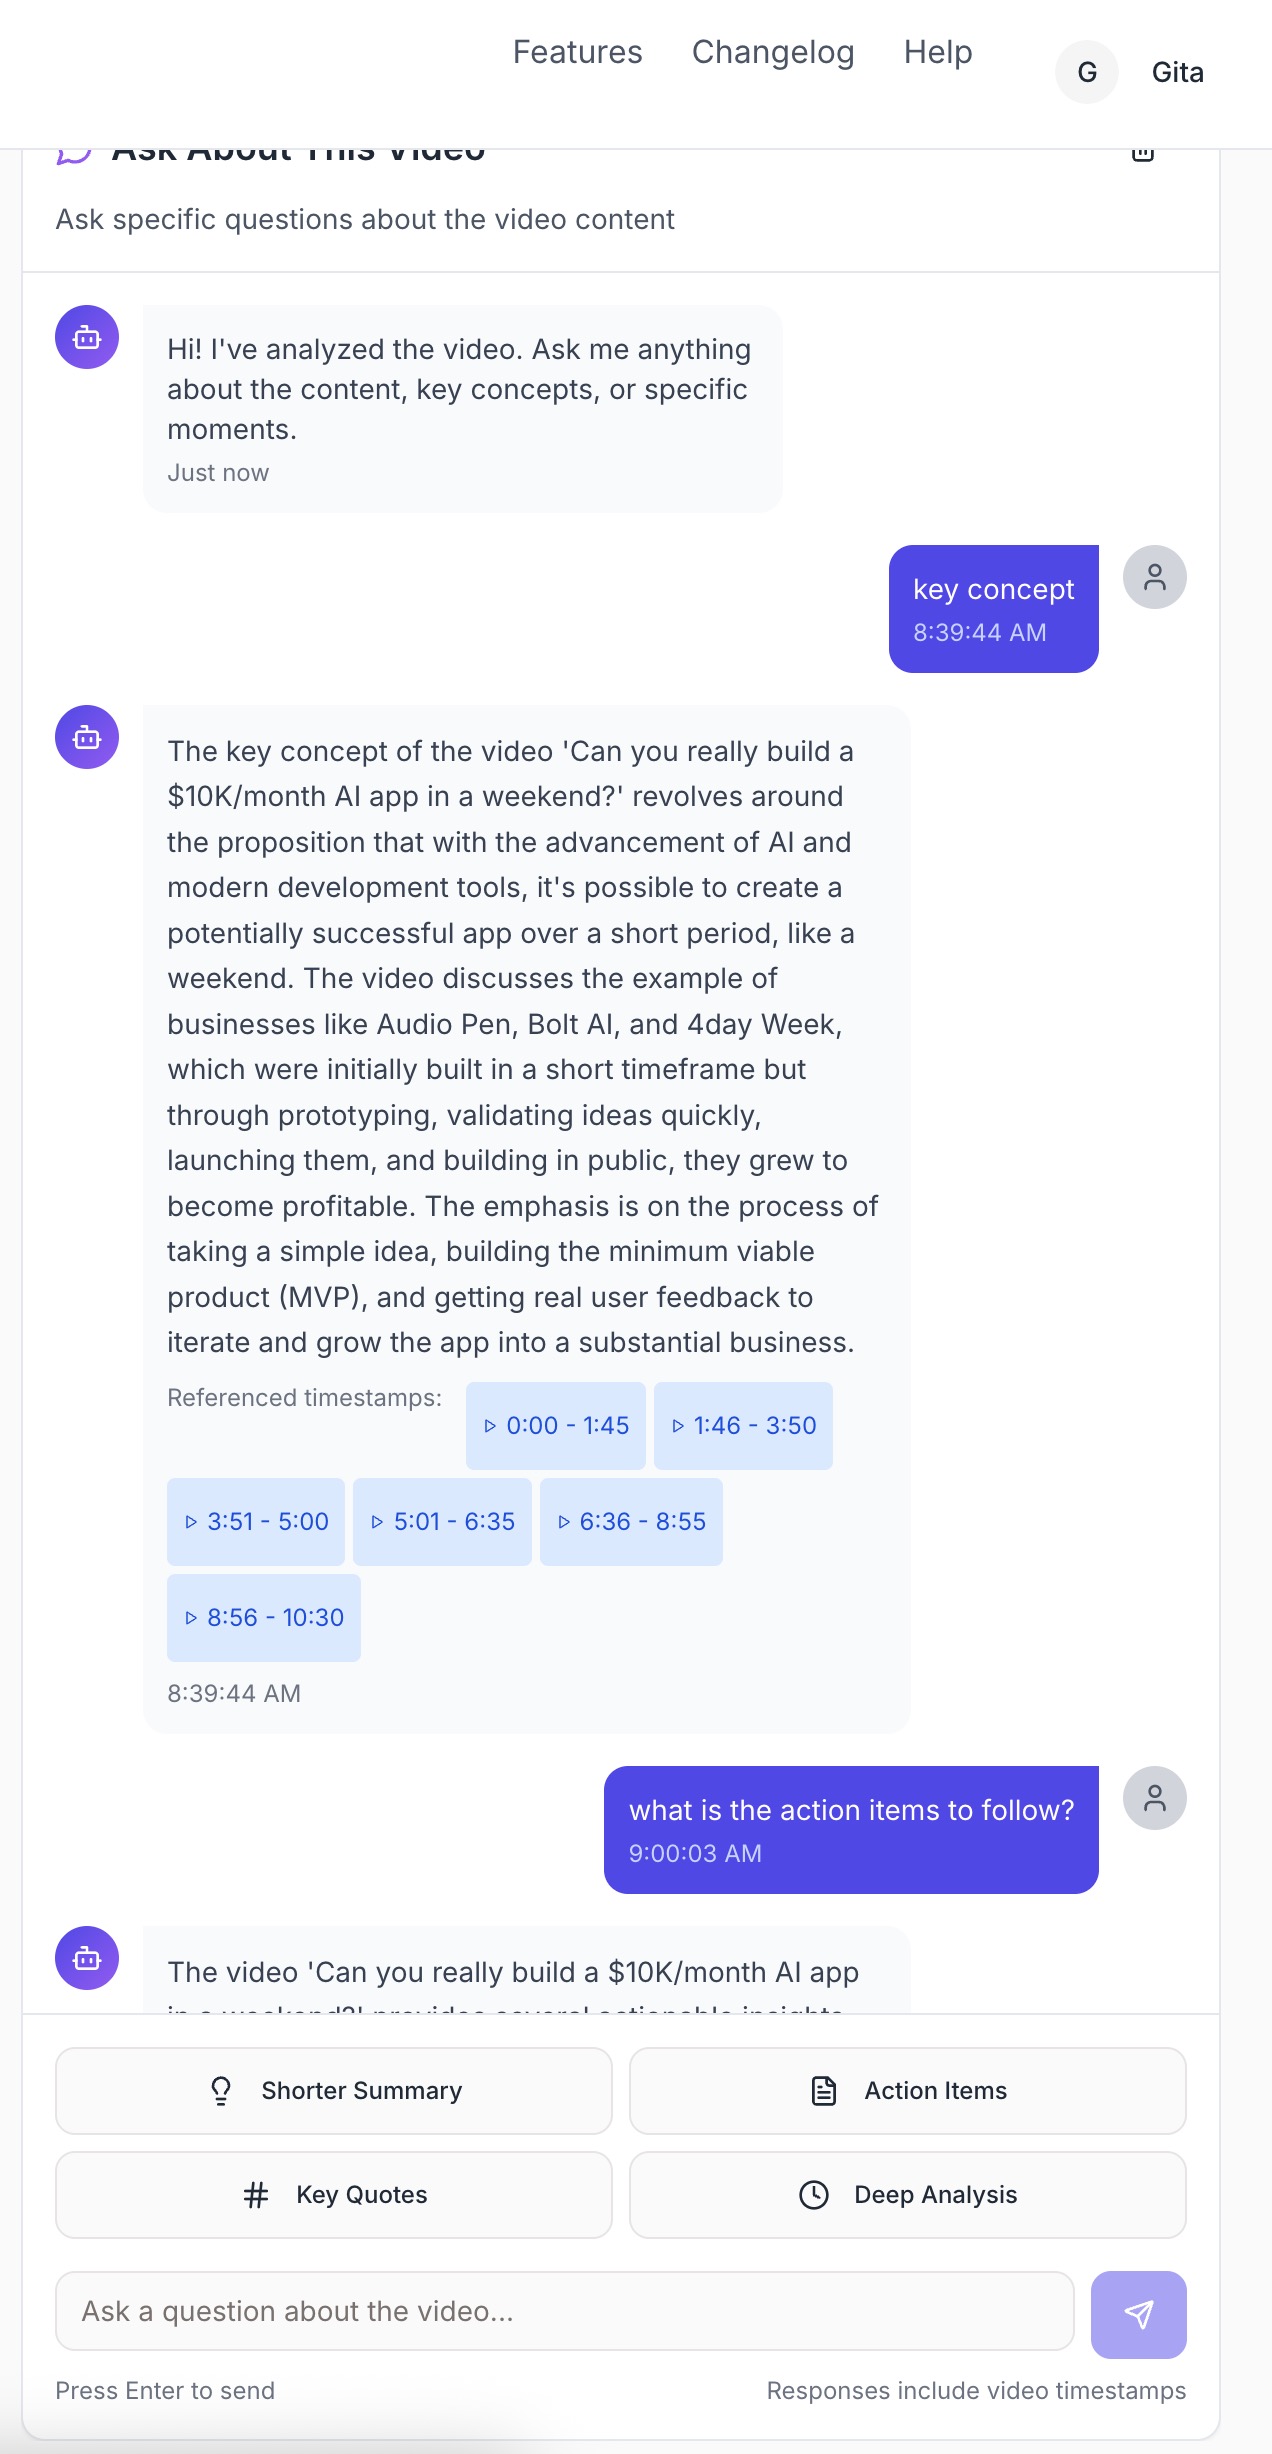 Features Changelog Help G Gita
Ask About This Video
Ask specific questions about the video content
Hi! I've analyzed the video. Ask me anything
about the content, key concepts, or specific
moments.
Just now
key concept
8:39:44 AM
The key concept of the video 'Can you really build a
$10K/month AI app in a weekend?' revolves around
the proposition that with the advancement of AI and
modern development tools, it's possible to create a
potentially successful app over a short period, like a
weekend. The video discusses the example of
businesses like Audio Pen, Bolt AI, and 4day Week,
which were initially built in a short timeframe but
through prototyping, validating ideas quickly,
launching them, and building in public, they grew to
become profitable. The emphasis is on the process of
taking a simple idea, building the minimum viable
product (MVP), and getting real user feedback to
iterate and grow the app into a substantial business.
Referenced timestamps: 0:00 - 1:45 1:46 - 3:50
3:51 - 5:00 5:01 - 6:35 6:36 - 8:55
8:56 - 10:30
8:39:44 AM
what is the action items to follow?
9:00:03 AM
The video 'Can you really build a $10K/month AI app
in a weekend?' provides several actionable insights
Shorter Summary Action Items
Key Quotes Deep Analysis
Ask a question about the video...
Press Enter to send Responses include video timestamps